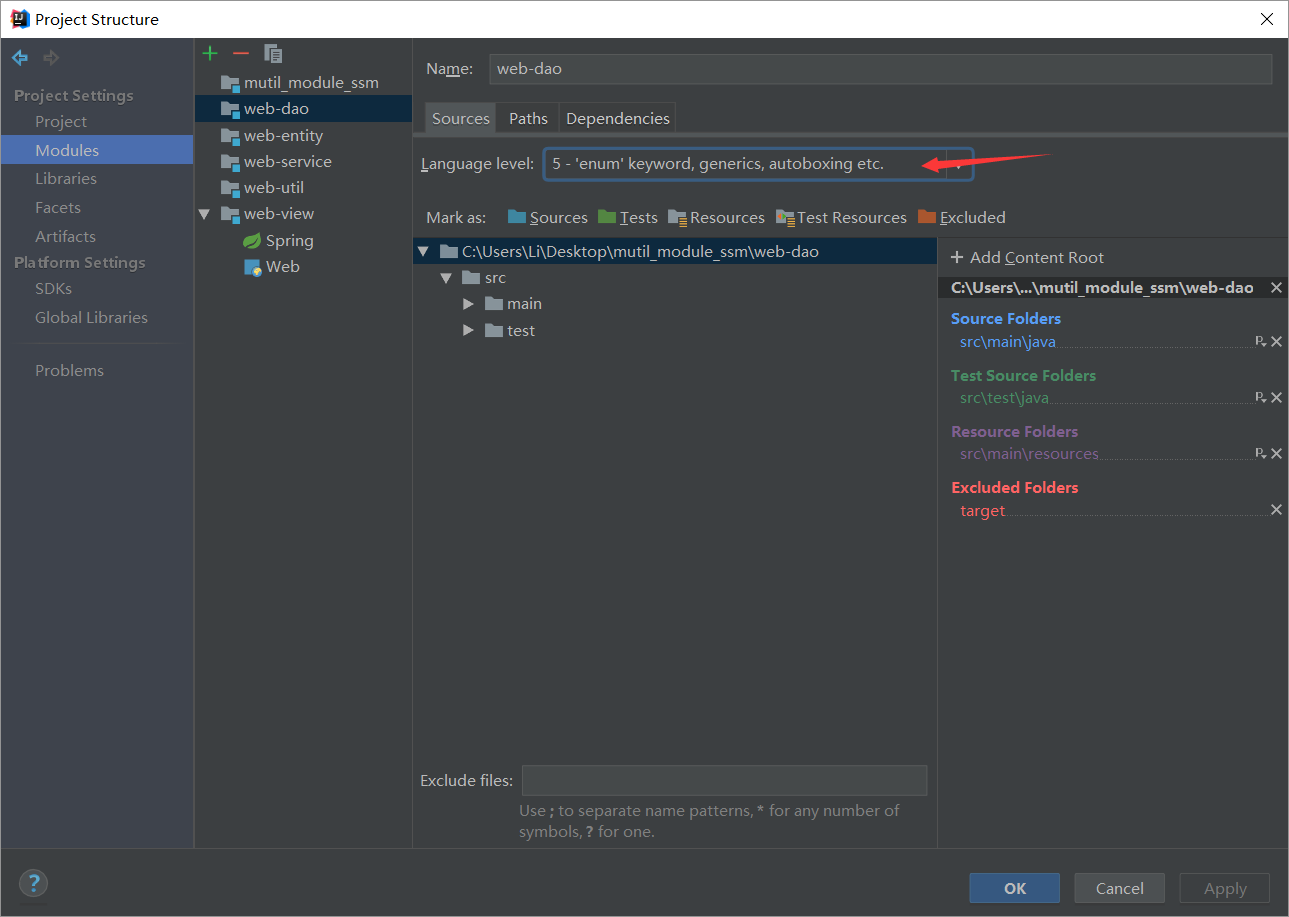 Project Structure
Project Settings
Project
Modules
Libraries
Facets
Artifacts
Platform Settings
SDKs
Global Libraries
Problems
mutil_module_ssm
web-dao
web-entity
web-service
web-util
web-view
Spring
Web
Name: web-dao
Sources Paths Dependencies
Language level: 5 - 'enum' keyword, generics, autoboxing etc.
Mark as: Sources Tests Resources Test Resources Excluded
C:\Users\Li\Desktop\mutil_module_ssm\web-dao
src
main
test
Exclude files:
Use ; to separate name patterns, * for any number of
symbols, ? for one.
+ Add Content Root
C:\Users\...\mutil_module_ssm\web-dao
Source Folders
src\main\java
Test Source Folders
src\test\java
Resource Folders
src\main\resources
Excluded Folders
target
?
OK Cancel Apply